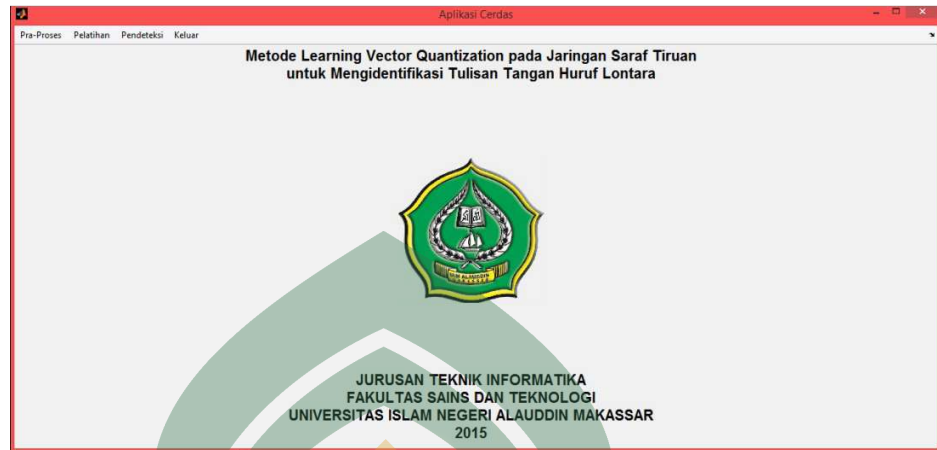 Aplikasi Cerdas
Pra-Proses Pelatihan Pendeteksi Keluar
Metode Learning Vector Quantization pada Jaringan Saraf Tiruan
untuk Mengidentifikasi Tulisan Tangan Huruf Lontara
JURUSAN TEKNIK INFORMATIKA
FAKULTAS SAINS DAN TEKNOLOGI
UNIVERSITAS ISLAM NEGERI ALAUDDIN MAKASSAR
2015